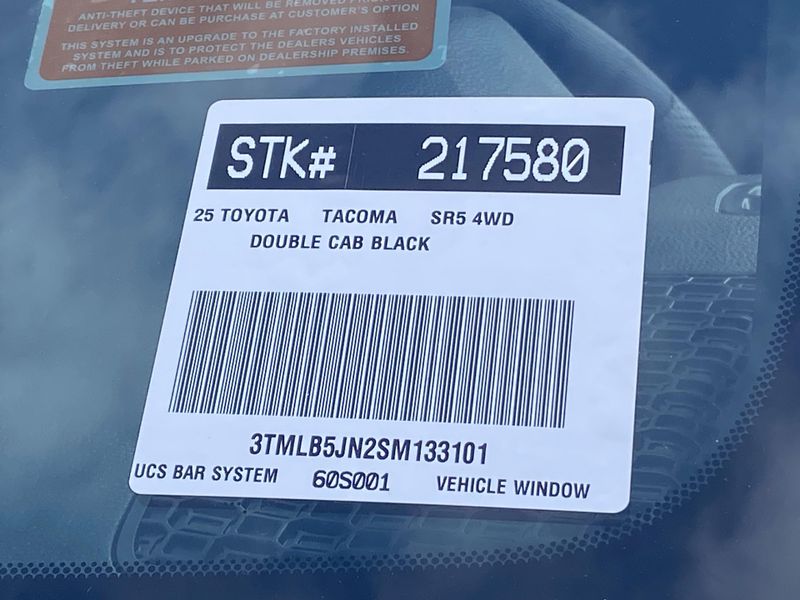 ANTI-THEFT DEVICE THAT WILL BE REMOVED PRIOR
DELIVERY OR CAN BE PURCHASE AT CUSTOMER'S OPTION
THIS SYSTEM IS AN UPGRADE TO THE FACTORY INSTALLED
SYSTEM AND IS TO PROTECT THE DEALERS VEHICLES
FROM THEFT WHILE PARKED ON DEALERSHIP PREMISES.
STK# 217580
25 TOYOTA TACOMA SR5 4WD
DOUBLE CAB BLACK
3TMLB5JN2SM133101
UCS BAR SYSTEM 60S001 VEHICLE WINDOW